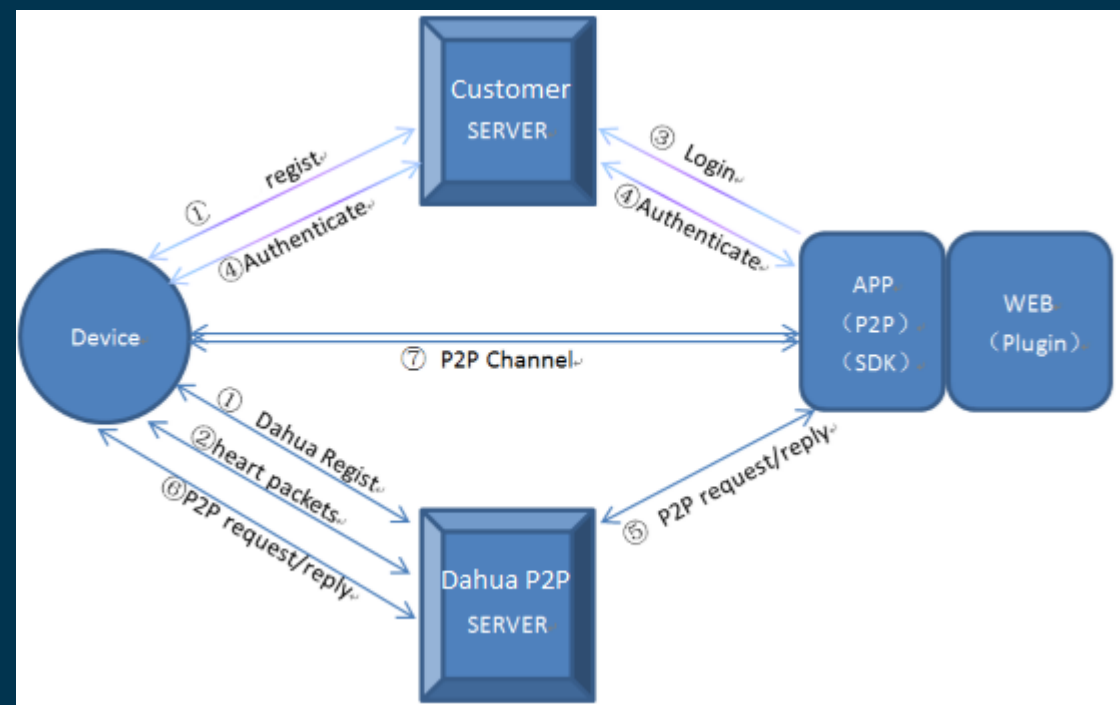 Customer
SERVER
① regist
④Authenticate
③ Login
④Authenticate
Device
APP
（P2P）
（SDK）
WEB
（Plugin）
⑦ P2P Channel
① Dahua Regist
②heart packets
⑥P2P request/reply
⑤ P2P request/reply
Dahua P2P
SERVER